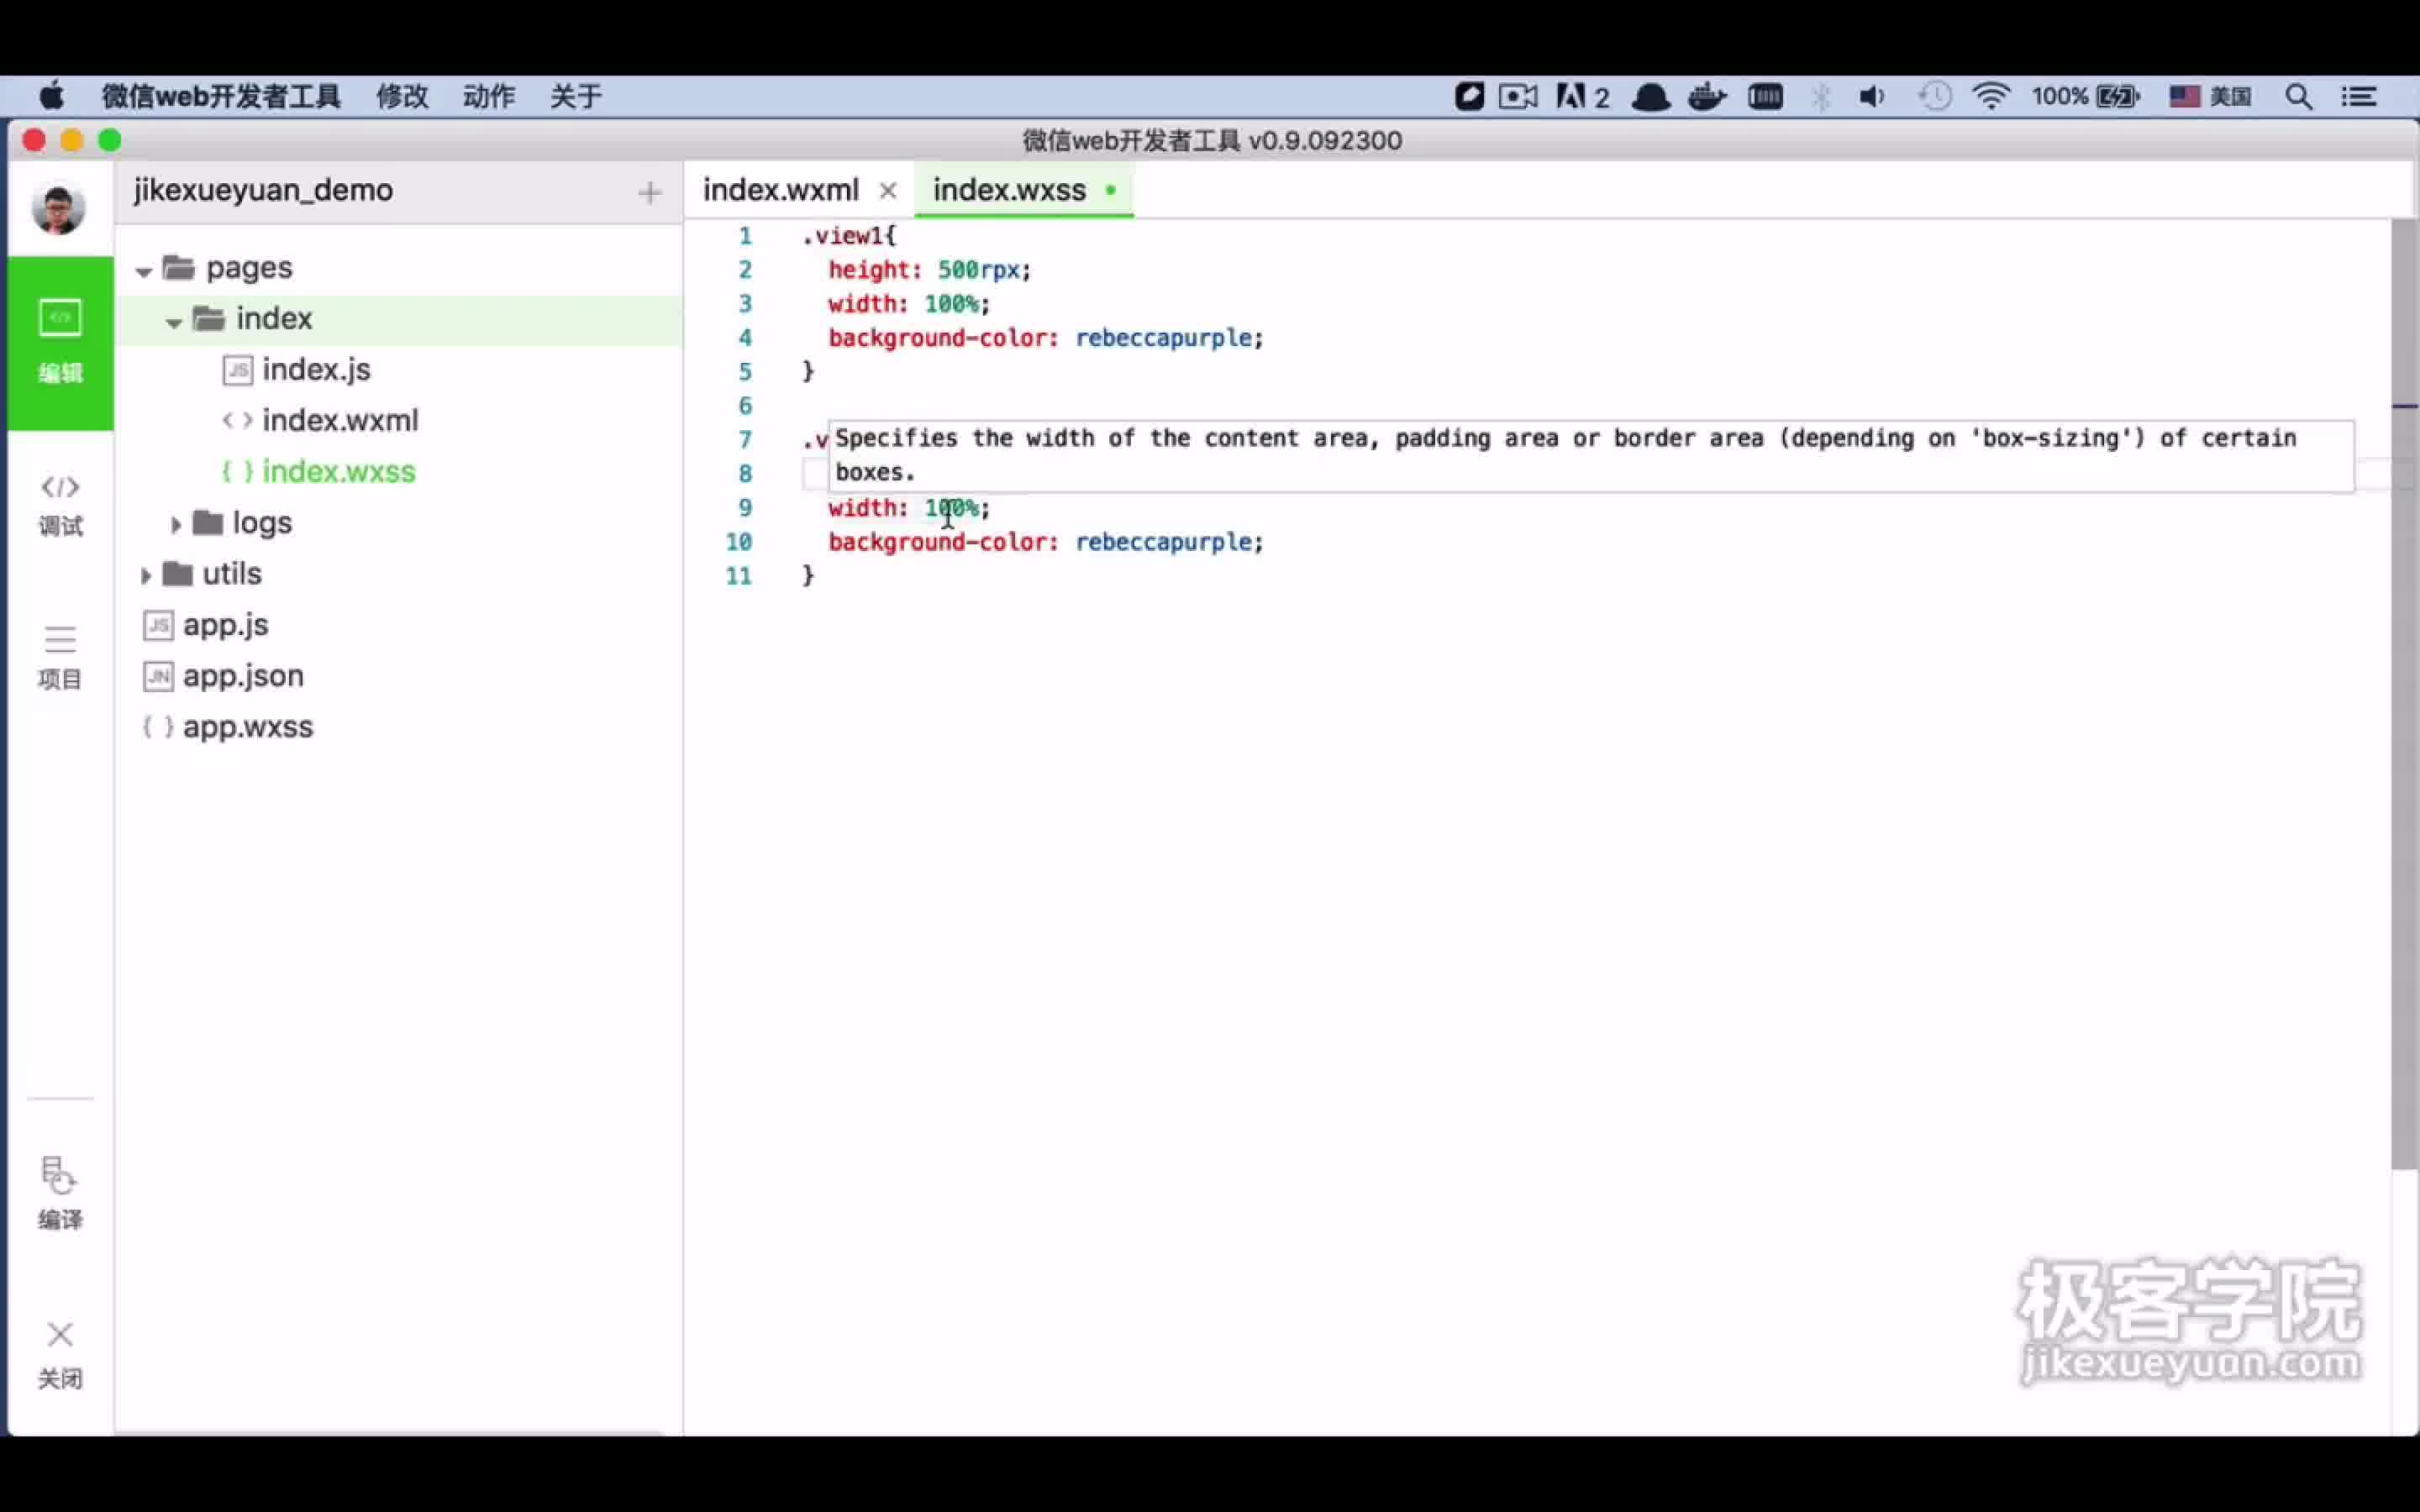 微信web开发者工具 修改 动作 关于 2 100% 美国
微信web开发者工具 v0.9.092300
jikexueyuan_demo
index.wxml
index.wxss
编辑
调试
项目
编译
关闭
pages
index
JS index.js
index.wxml
{ } index.wxss
logs
utils
JS app.js
JN app.json
{ } app.wxss
1 .view1{
2 height: 500rpx;
3 width: 100%;
4 background-color: rebeccapurple;
5 }
6
7 .v
Specifies the width of the content area, padding area or border area (depending on 'box-sizing') of certain
8
boxes.
9 width: 100%;
10 background-color: rebeccapurple;
11 }
极客学院
jikexueyuan.com